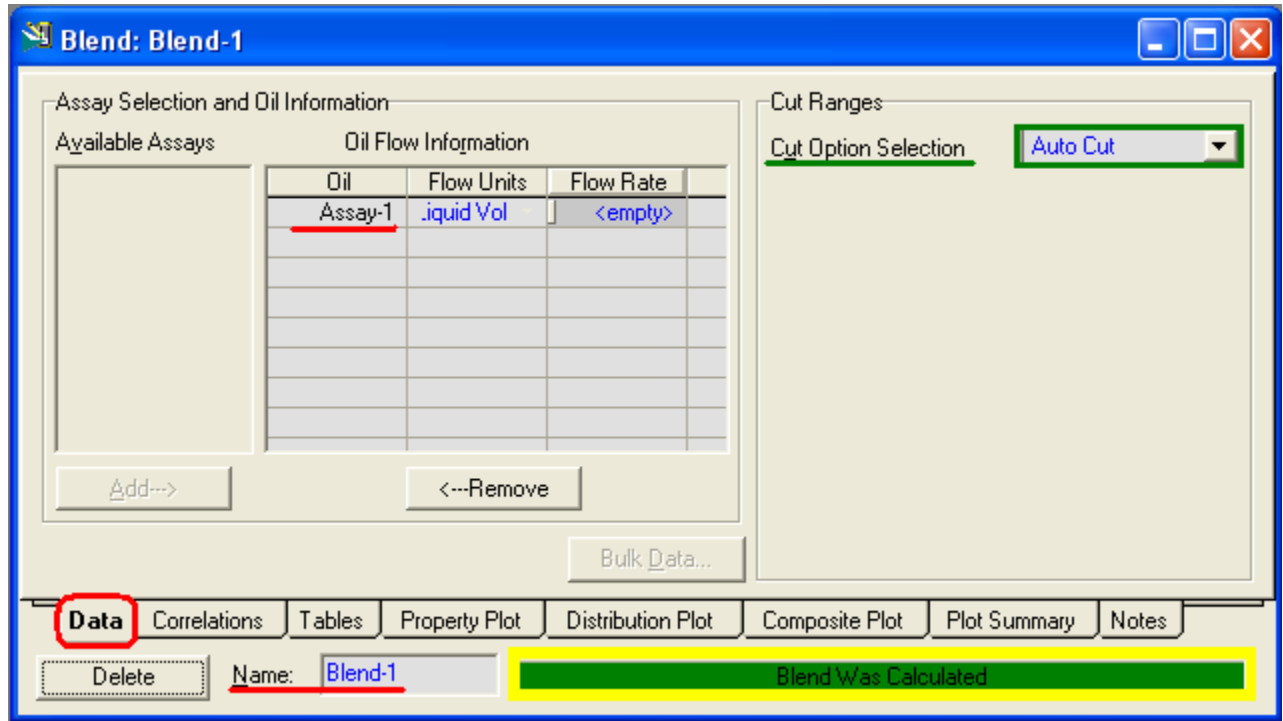 Blend: Blend-1
Assay Selection and Oil Information
Available Assays
Oil Flow Information
Oil Flow Units Flow Rate
Assay-1 .iquid Vol <empty>
Add--->
<---Remove
Bulk Data...
Cut Ranges
Cut Option Selection Auto Cut
Data Correlations Tables Property Plot Distribution Plot Composite Plot Plot Summary Notes
Delete Name: Blend-1 Blend Was Calculated